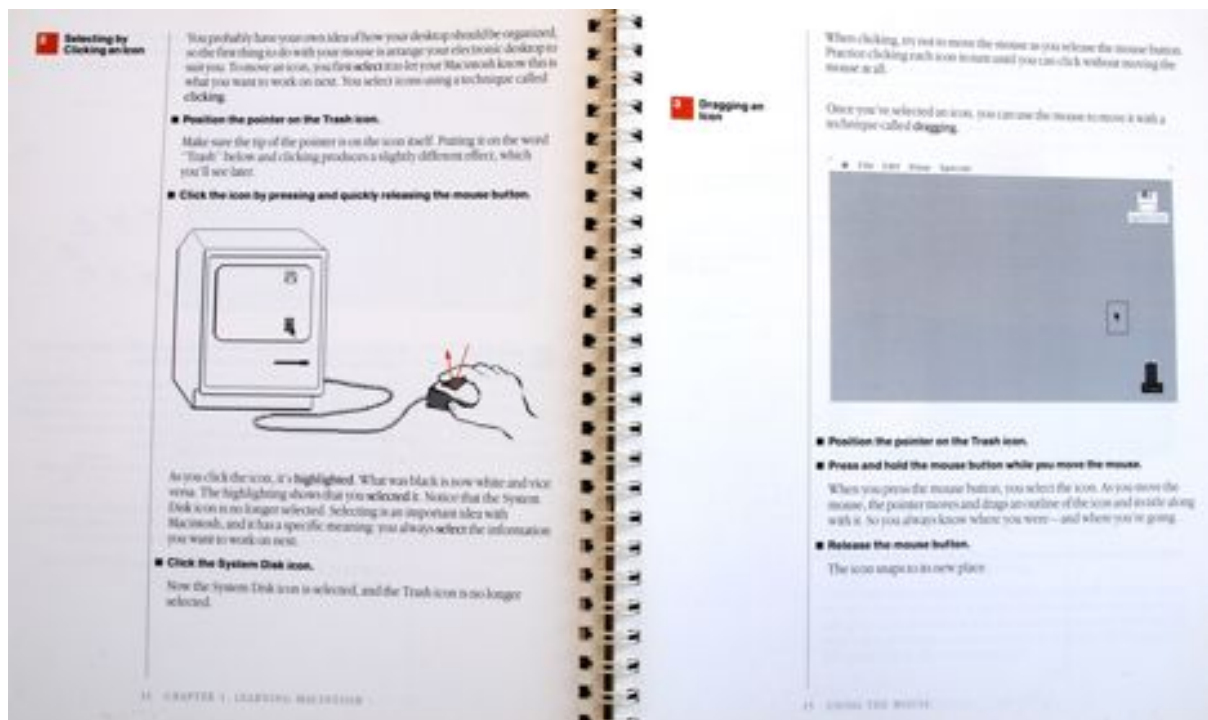 2
Selecting by
Clicking an Icon
You probably have your own idea of how your desktop should be organized,
so the first thing to do with your mouse is arrange your electronic desktop to
suit you. To move an icon, you first select it to let your Macintosh know this is
what you want to work on next. You select icons using a technique called
clicking.
■ Position the pointer on the Trash icon.
Make sure the tip of the pointer is on the icon itself. Putting it on the word
"Trash" below and clicking produces a slightly different effect, which
you'll see later.
■ Click the icon by pressing and quickly releasing the mouse button.
As you click the icon, it's highlighted. What was black is now white and vice
versa. The highlighting shows that you selected it. Notice that the System
Disk icon is no longer selected. Selecting is an important idea with
Macintosh, and it has a specific meaning: you always select the information
you want to work on next.
■ Click the System Disk icon.
Now the System Disk icon is selected, and the Trash icon is no longer
selected.
CHAPTER 1: LEARNING MACINTOSH
When clicking, try not to move the mouse as you release the mouse button.
Practice clicking each icon in turn until you can click without moving the
mouse at all.
3
Dragging an
Icon
Once you've selected an icon, you can use the mouse to move it with a
technique called dragging.
File Edit View Special
■ Position the pointer on the Trash icon.
■ Press and hold the mouse button while you move the mouse.
When you press the mouse button, you select the icon. As you move the
mouse, the pointer moves and drags an outline of the icon and its title along
with it. So you always know where you were—and where you're going.
■ Release the mouse button.
The icon snaps to its new place.
USING THE MOUSE